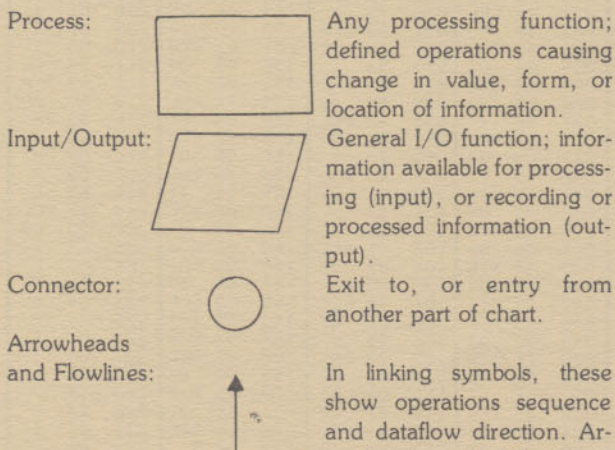 Process:
Any processing function;
defined operations causing
change in value, form, or
location of information.
Input/Output:
General I/O function; infor-
mation available for process-
ing (input), or recording or
processed information (out-
put).
Connector:
Exit to, or entry from
another part of chart.
Arrowheads
and Flowlines:
In linking symbols, these
show operations sequence
and dataflow direction. Ar-